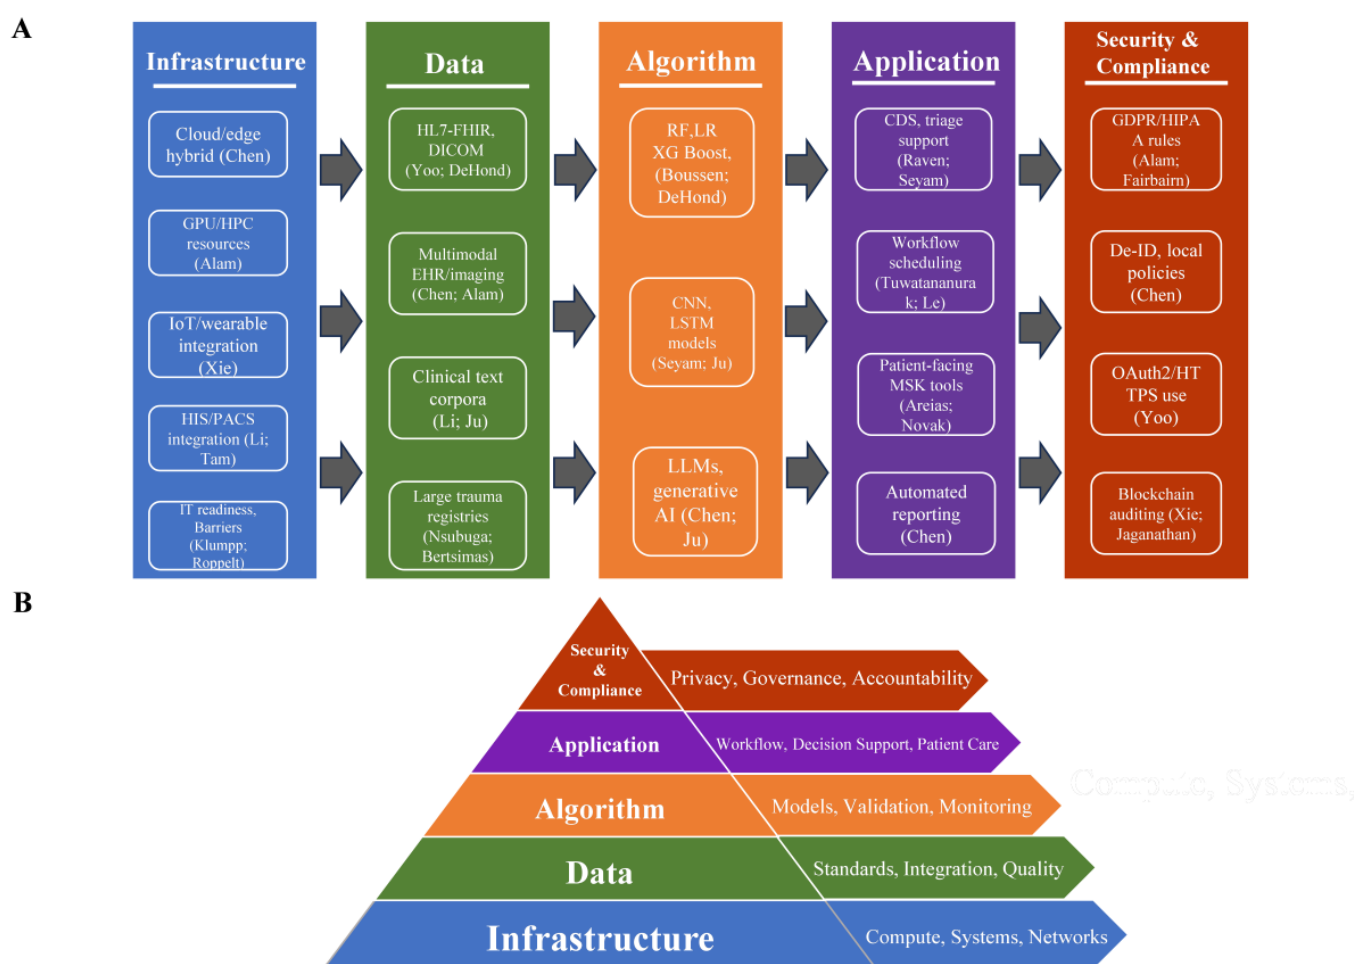 A
Infrastructure
Cloud/edge
hybrid (Chen)
GPU/HPC
resources
(Alam)
IoT/wearable
integration
(Xie)
HIS/PACS
integration (Li;
Tam)
IT readiness,
Barriers
(Klumpp;
Roppelt)
Data
HL7-FHIR,
DICOM
(Yoo; DeHond)
Multimodal
EHR/imaging
(Chen; Alam)
Clinical text
corpora
(Li; Ju)
Large trauma
registries
(Nsubuga;
Bertsimas)
Algorithm
RF,LR
XG Boost,
(Boussen;
DeHond)
CNN,
LSTM
models
(Seyam; Ju)
LLMs,
generative
AI (Chen;
Ju)
Application
CDS, triage
support
(Raven;
Seyam)
Workflow
scheduling
(Tuwatananura
k; Le)
Patient-facing
MSK tools
(Areias;
Novak)
Automated
reporting
(Chen)
Security &
Compliance
GDPR/HIPA
A rules
(Alam;
Fairbairn)
De-ID, local
policies
(Chen)
OAuth2/HT
TPS use
(Yoo)
Blockchain
auditing (Xie;
Jaganathan)
B
Security
&
Compliance
Privacy, Governance, Accountability
Application
Workflow, Decision Support, Patient Care
Algorithm
Models, Validation, Monitoring
Compute, Systems,
Data
Standards, Integration, Quality
Infrastructure
Compute, Systems, Networks